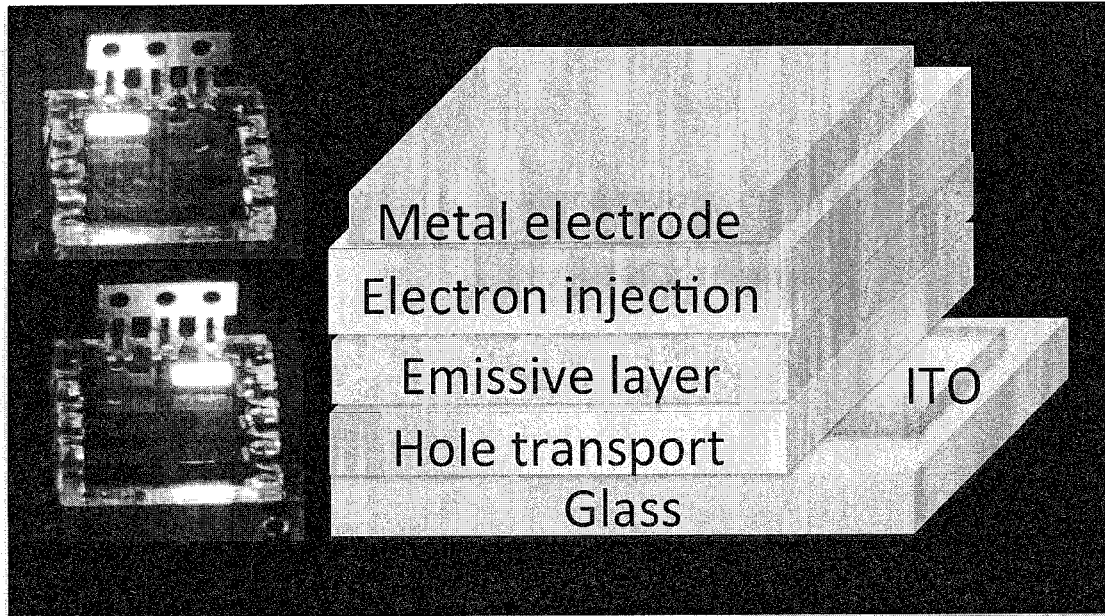 Metal electrode
Electron injection
Emissive layer
ITO
Hole transport
Glass